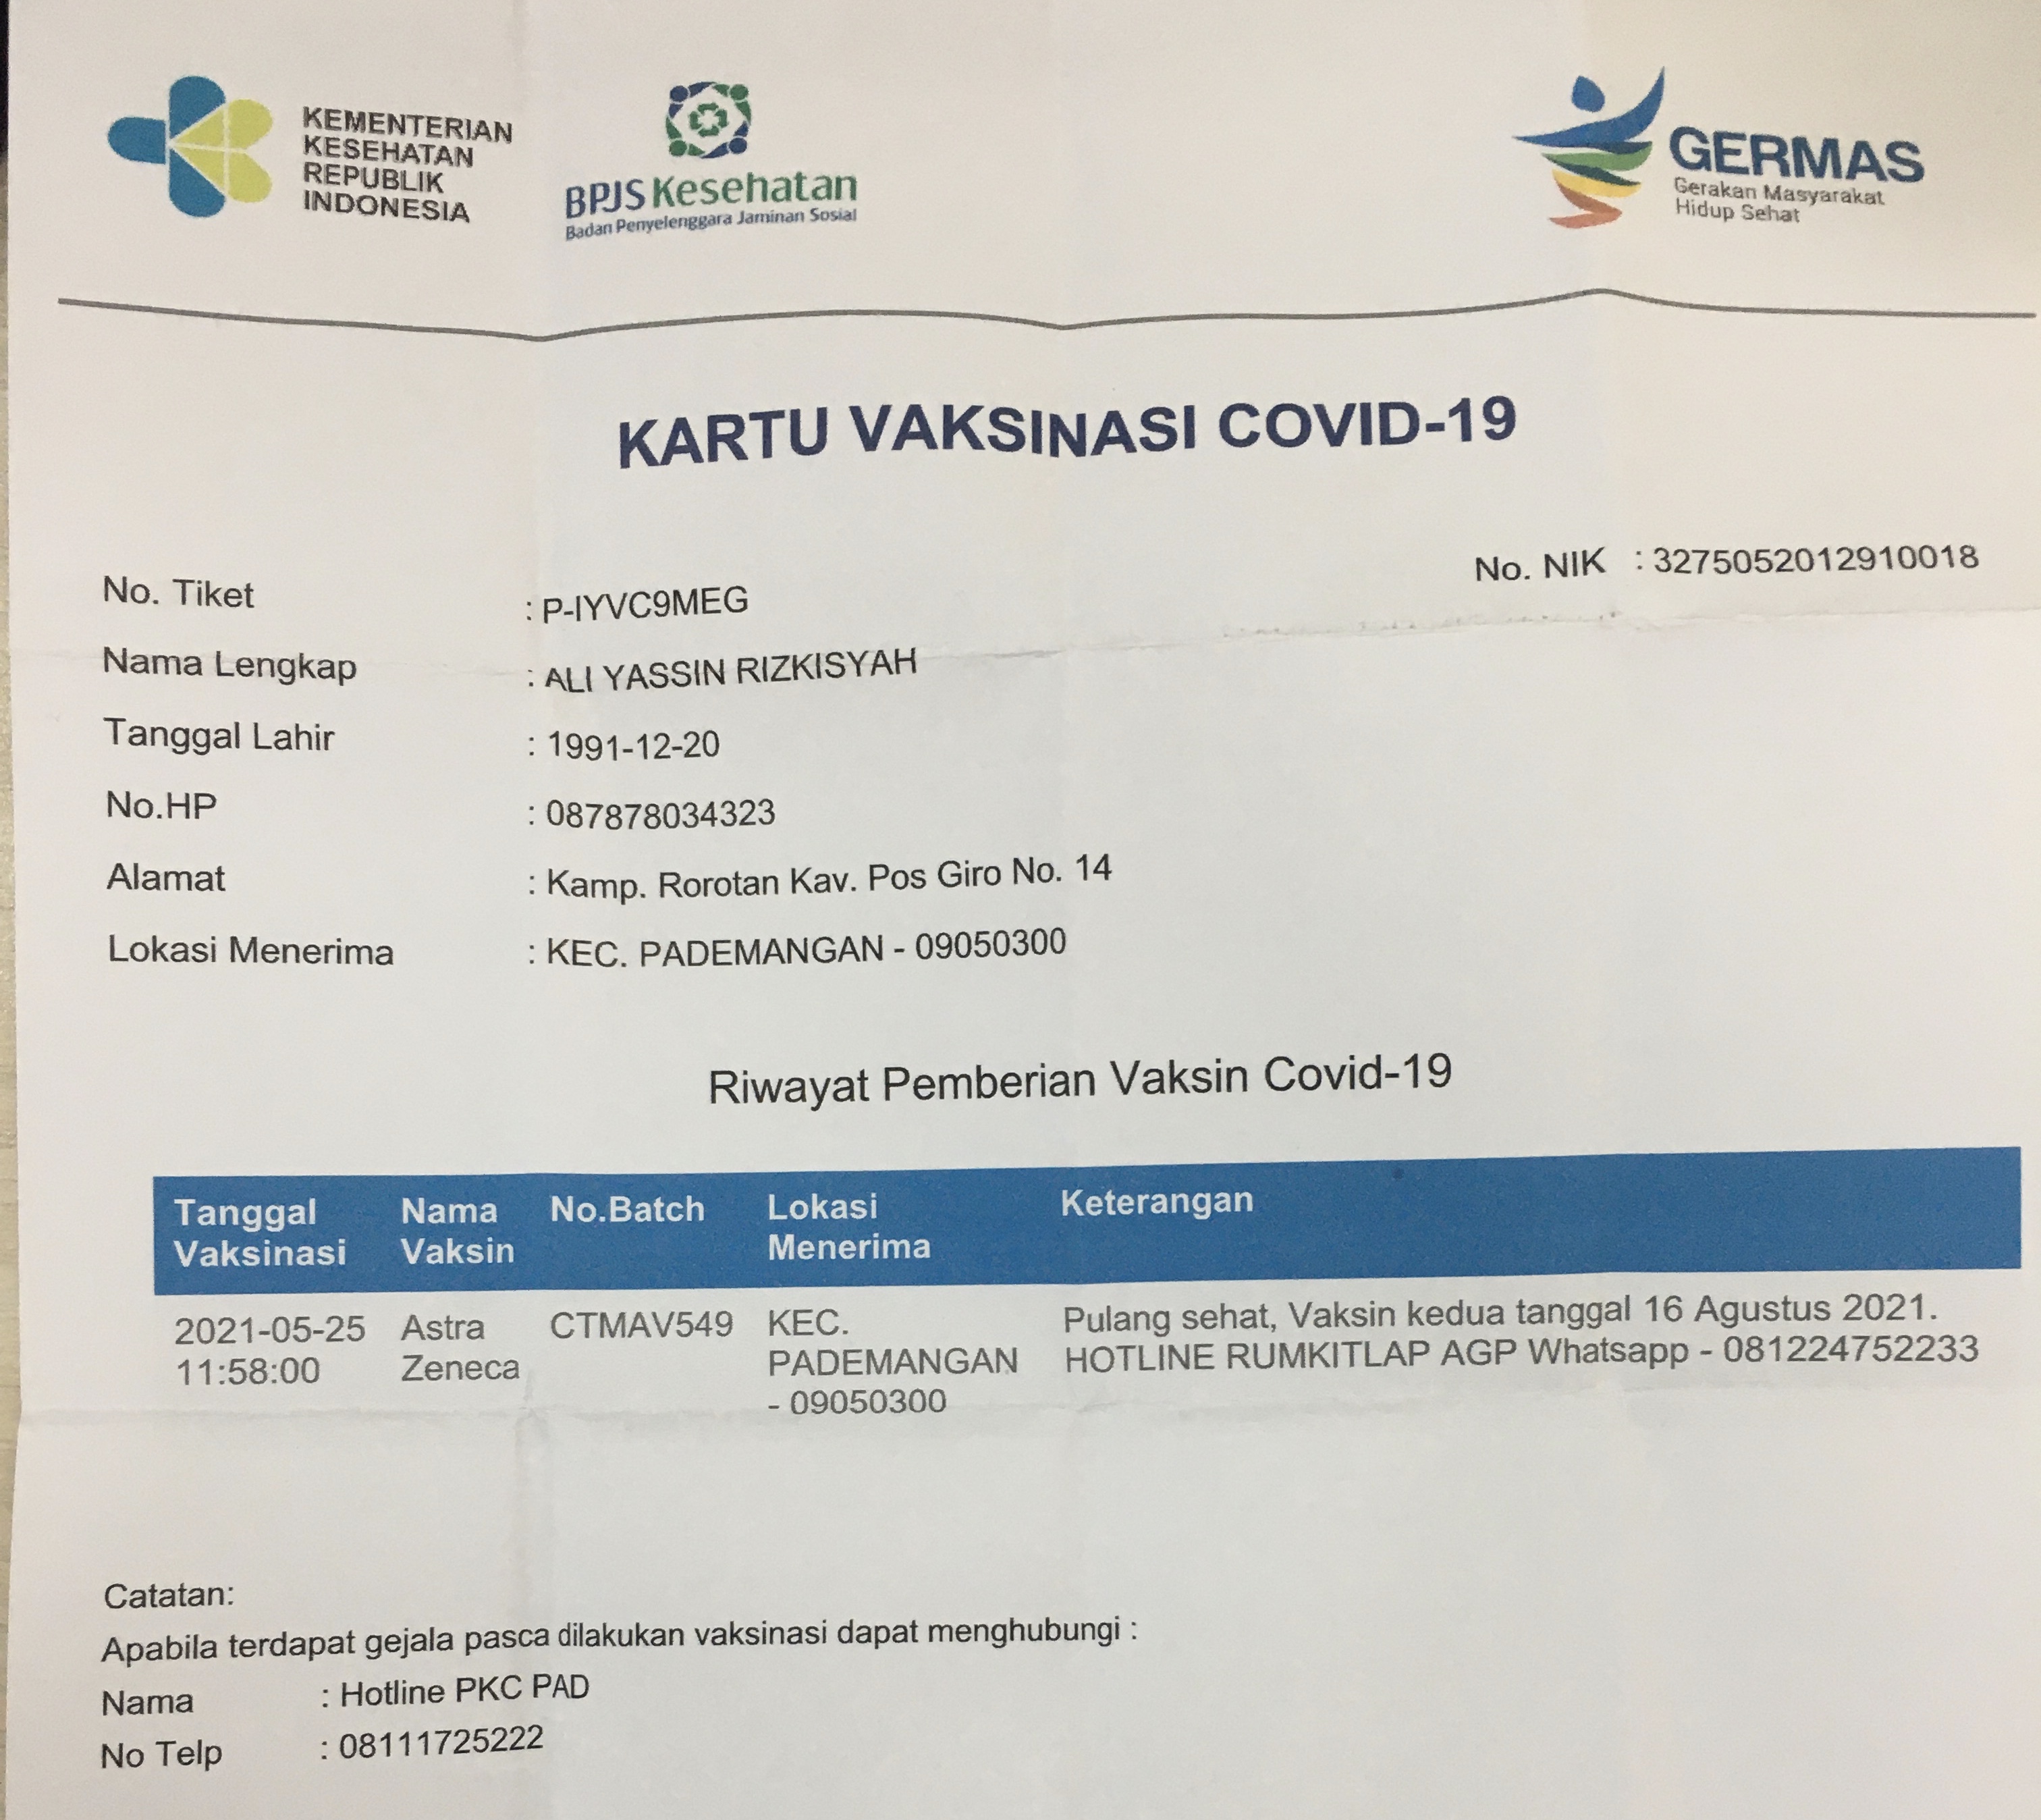 KEMENTERIAN
KESEHATAN
REPUBLIK
INDONESIA
BPJS Kesehatan
Badan Penyelenggara Jaminan Sosial
GERMAS
Gerakan Masyarakat
Hidup Sehat
KARTU VAKSINASI COVID-19
No. NIK : 3275052012910018
No. Tiket : P-IYVC9MEG
Nama Lengkap : ALI YASSIN RIZKISYAH
Tanggal Lahir : 1991-12-20
No.HP : 087878034323
Alamat : Kamp. Rorotan Kav. Pos Giro No. 14
Lokasi Menerima : KEC. PADEMANGAN - 09050300
Riwayat Pemberian Vaksin Covid-19
Tanggal Nama No.Batch Lokasi Keterangan
Vaksinasi Vaksin Menerima
2021-05-25 Astra CTMAV549 KEC. Pulang sehat, Vaksin kedua tanggal 16 Agustus 2021.
11:58:00 Zeneca PADEMANGAN HOTLINE RUMKITLAP AGP Whatsapp - 081224752233
- 09050300
Catatan:
Apabila terdapat gejala pasca dilakukan vaksinasi dapat menghubungi :
Nama : Hotline PKC PAD
No Telp : 08111725222